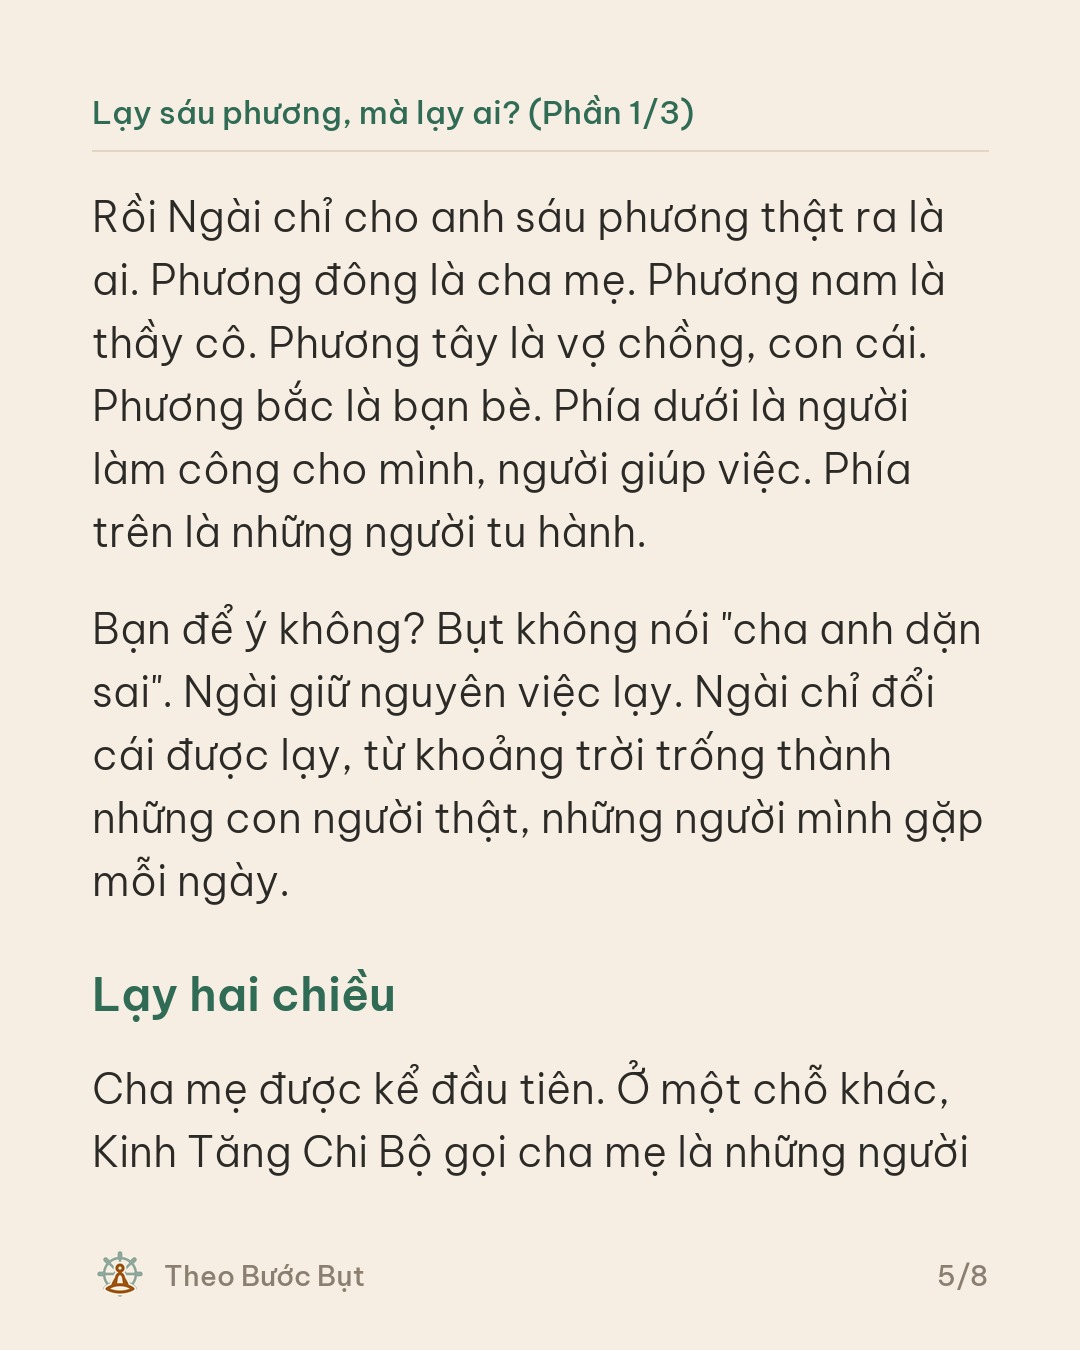 Lạy sáu phương, mà lạy ai? (Phần 1/3)
Rồi Ngài chỉ cho anh sáu phương thật ra là
ai. Phương đông là cha mẹ. Phương nam là
thầy cô. Phương tây là vợ chồng, con cái.
Phương bắc là bạn bè. Phía dưới là người
làm công cho mình, người giúp việc. Phía
trên là những người tu hành.
Bạn để ý không? Bụt không nói "cha anh dặn
sai". Ngài giữ nguyên việc lạy. Ngài chỉ đổi
cái được lạy, từ khoảng trời trống thành
những con người thật, những người mình gặp
mỗi ngày.
Lạy hai chiều
Cha mẹ được kể đầu tiên. Ở một chỗ khác,
Kinh Tăng Chi Bộ gọi cha mẹ là những người
Theo Bước Bụt
5/8